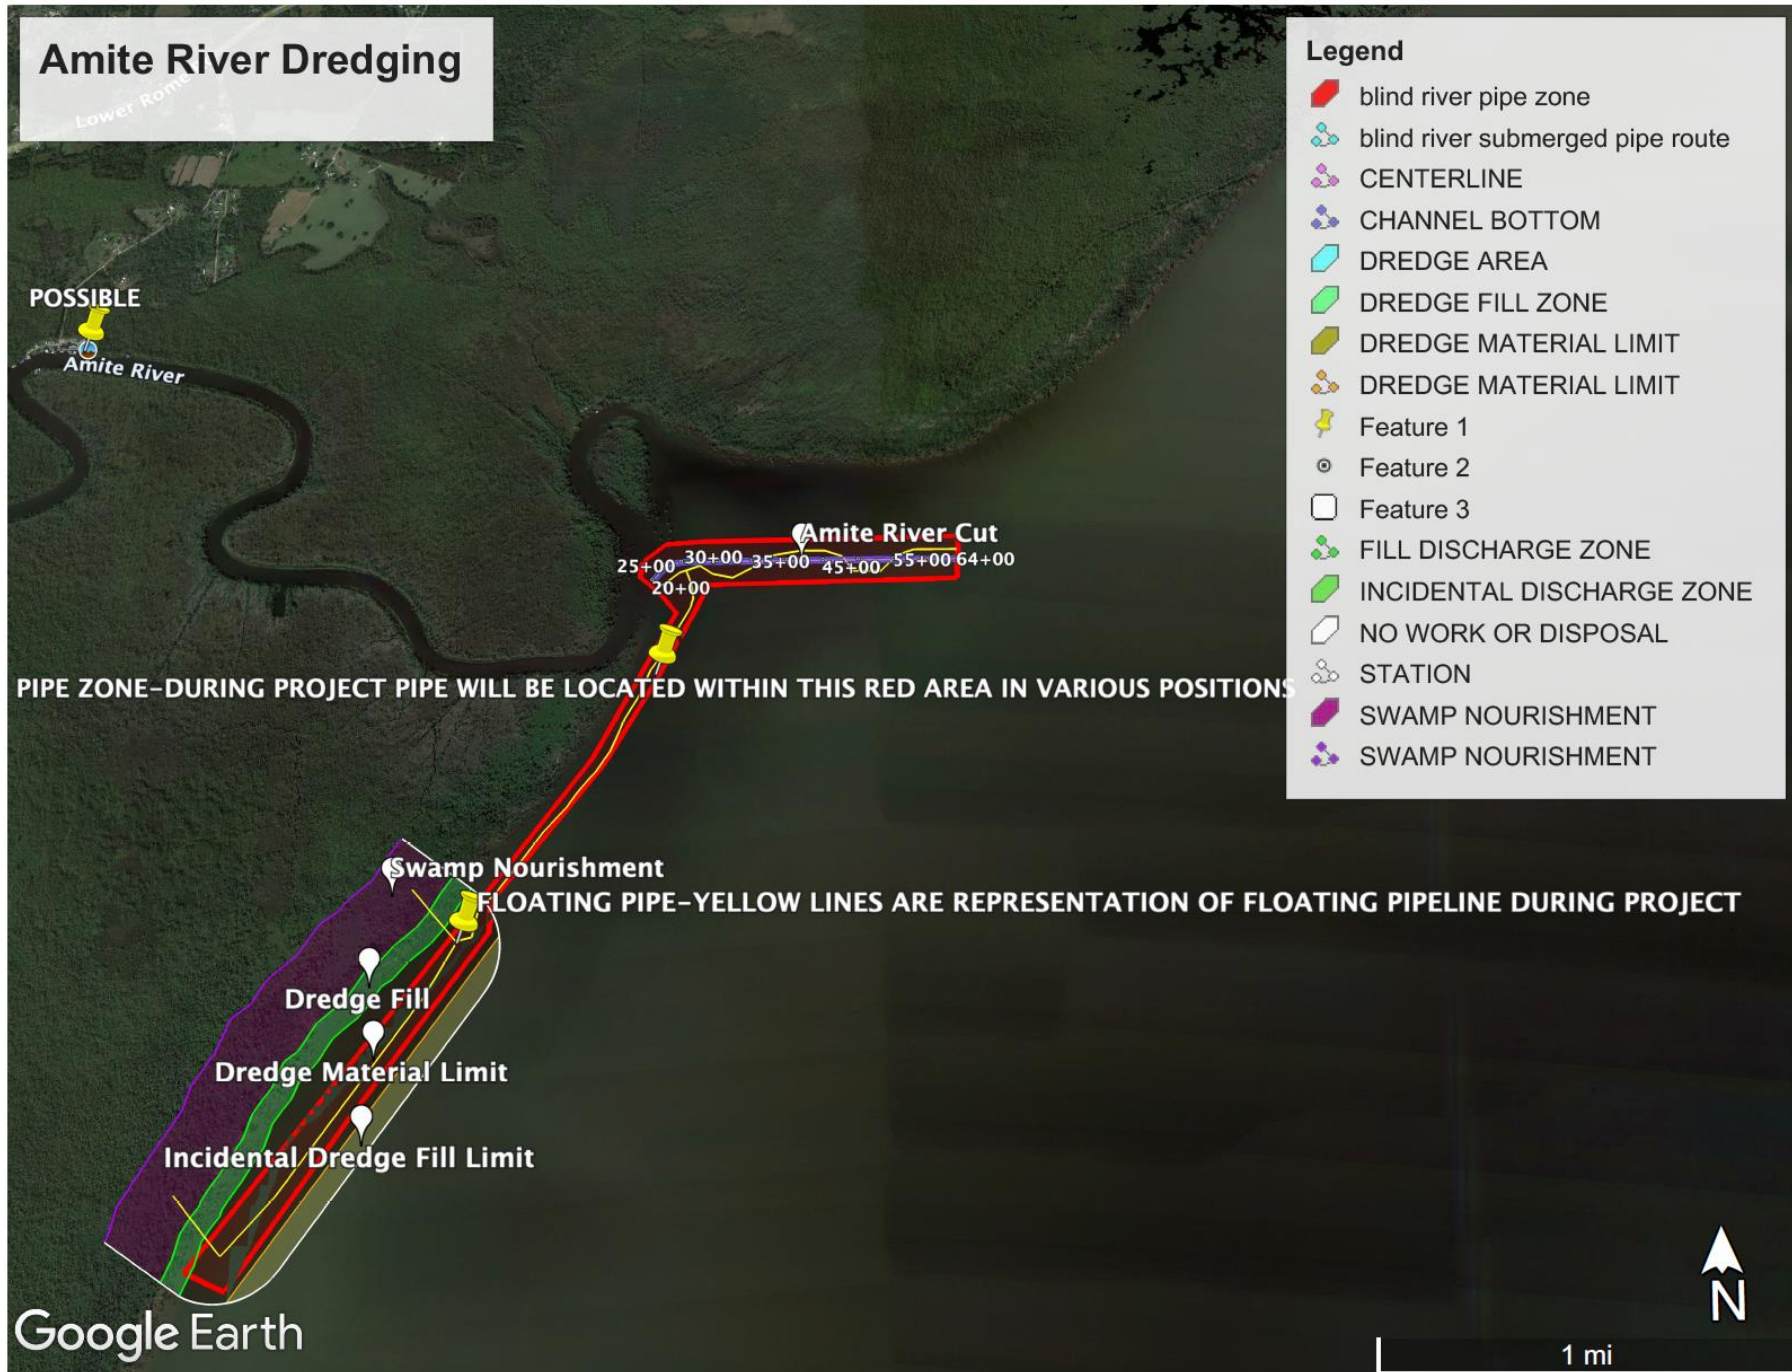 Amite River Dredging
Lower Rome
Legend
blind river pipe zone
blind river submerged pipe route
CENTERLINE
CHANNEL BOTTOM
DREDGE AREA
DREDGE FILL ZONE
DREDGE MATERIAL LIMIT
DREDGE MATERIAL LIMIT
Feature 1
Feature 2
Feature 3
FILL DISCHARGE ZONE
INCIDENTAL DISCHARGE ZONE
NO WORK OR DISPOSAL
STATION
SWAMP NOURISHMENT
SWAMP NOURISHMENT
POSSIBLE
Amite River
Amite River Cut
25+00 30+00 35+00 45+00 55+00 64+00
20+00
PIPE ZONE-DURING PROJECT PIPE WILL BE LOCATED WITHIN THIS RED AREA IN VARIOUS POSITIONS
Swamp Nourishment
FLOATING PIPE-YELLOW LINES ARE REPRESENTATION OF FLOATING PIPELINE DURING PROJECT
Dredge Fill
Dredge Material Limit
Incidental Dredge Fill Limit
Google Earth
N
1 mi